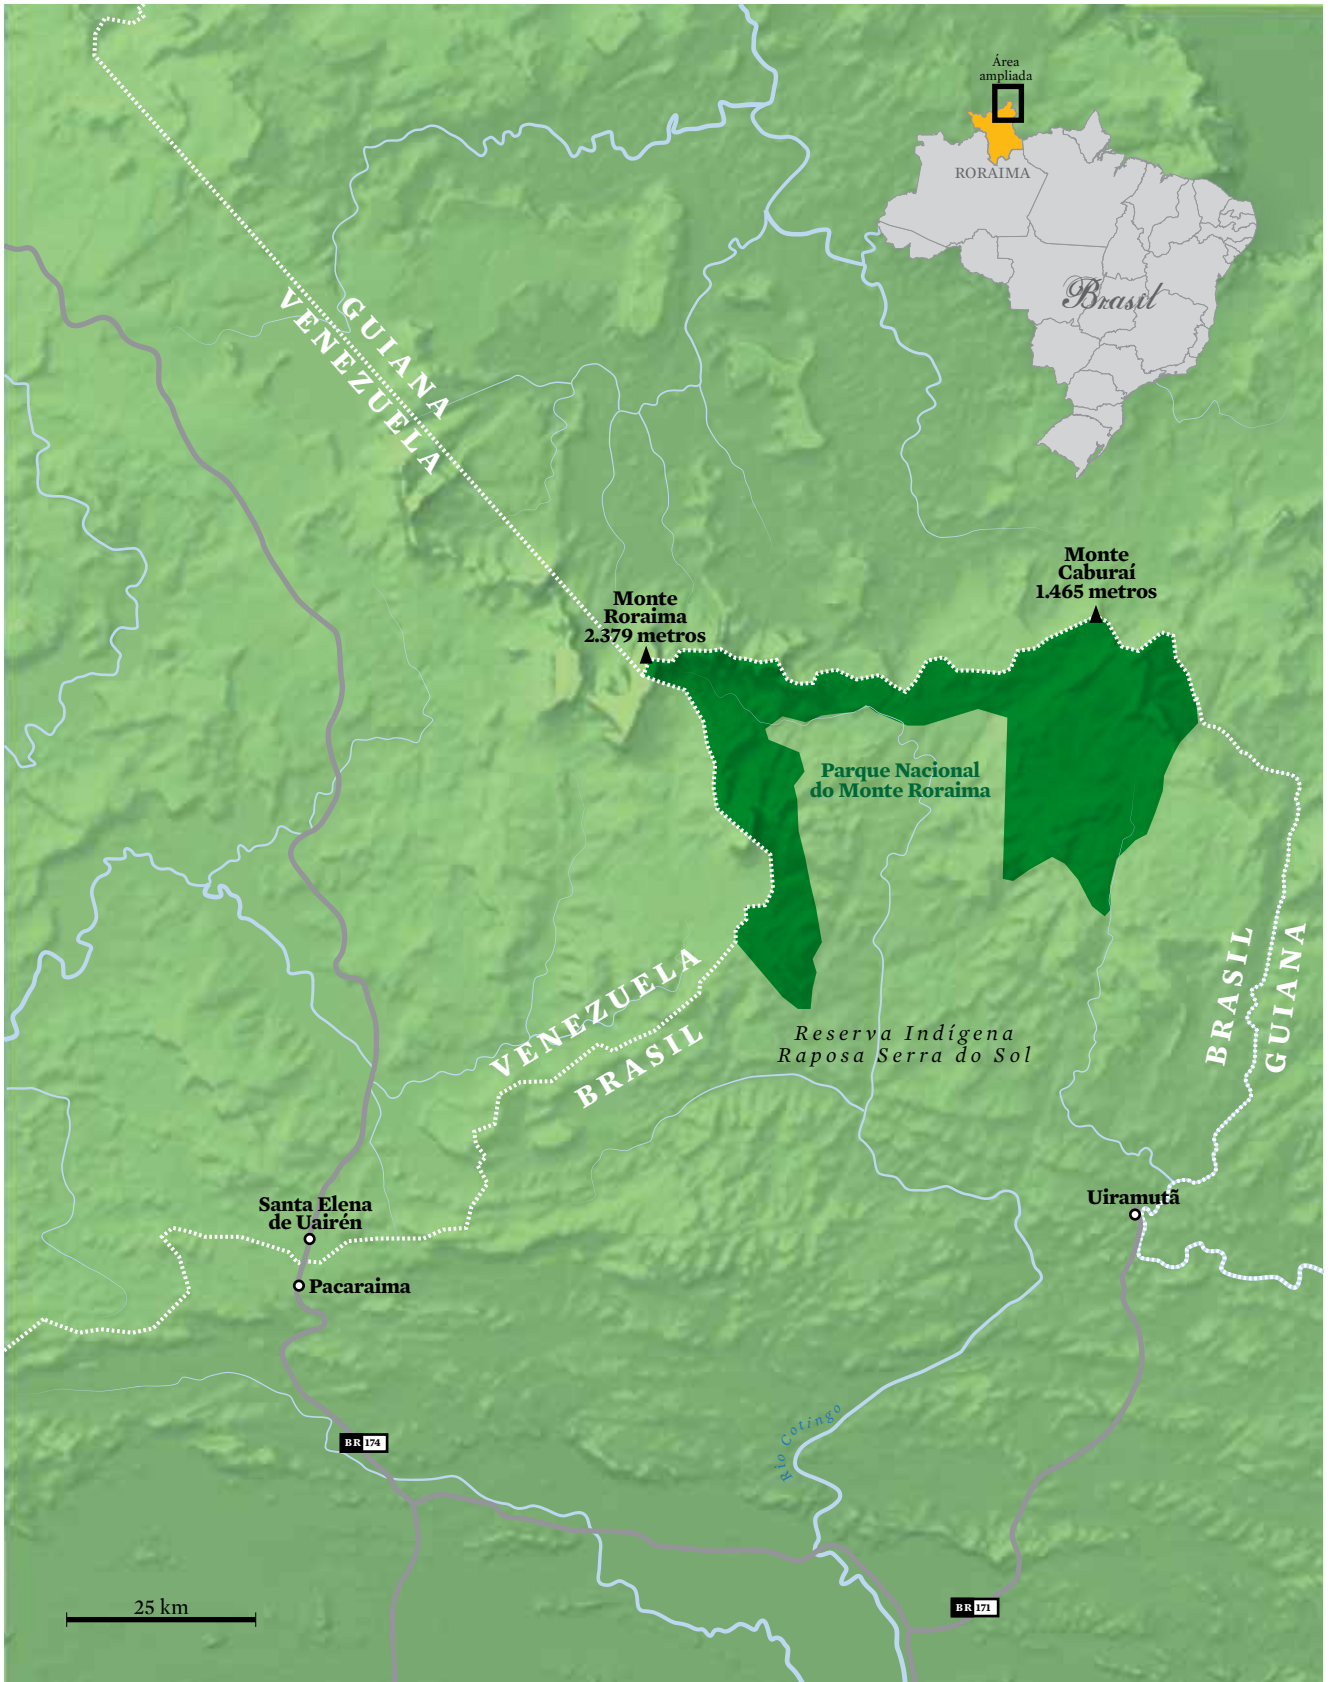 Área
ampliada
RORAIMA
Brasil
GUIANA
VENEZUELA
Monte
Caburaí
1.465 metros
Monte
Roraima
2.379 metros
Parque Nacional
do Monte Roraima
VENEZUELA
BRASIL
BRASIL
GUIANA
Reserva Indígena
Raposa Serra do Sol
Santa Elena
de Uairén
Uiramutã
Pacaraima
Rio Cotingo
BR 174
BR 171
25 km